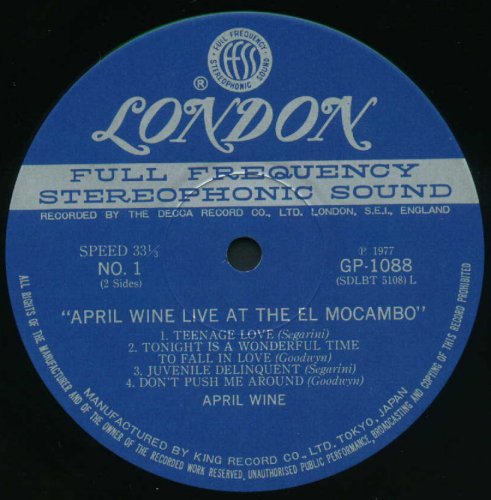 FULL FREQUENCY
ffss
STEREOPHONIC SOUND
®
LONDON
FULL FREQUENCY
STEREOPHONIC SOUND
RECORDED BY THE DECCA RECORD CO., LTD. LONDON, S.E.I., ENGLAND
SPEED 33⅓
NO. 1
(2 Sides)
℗ 1977
GP-1088
(SDLBT 5108) L
"APRIL WINE LIVE AT THE EL MOCAMBO"
1. TEENAGE LOVE (Segarini)
2. TONIGHT IS A WONDERFUL TIME
TO FALL IN LOVE (Goodwyn)
3. JUVENILE DELINQUENT (Segarini)
4. DON'T PUSH ME AROUND (Goodwyn)
APRIL WINE
MANUFACTURED BY KING RECORD CO., LTD. TOKYO, JAPAN
ALL RIGHTS OF THE MANUFACTURER AND OF THE OWNER OF THE RECORDED WORK RESERVED, UNAUTHORISED PUBLIC PERFORMANCE, BROADCASTING AND COPYING OF THIS RECORD PROHIBITED